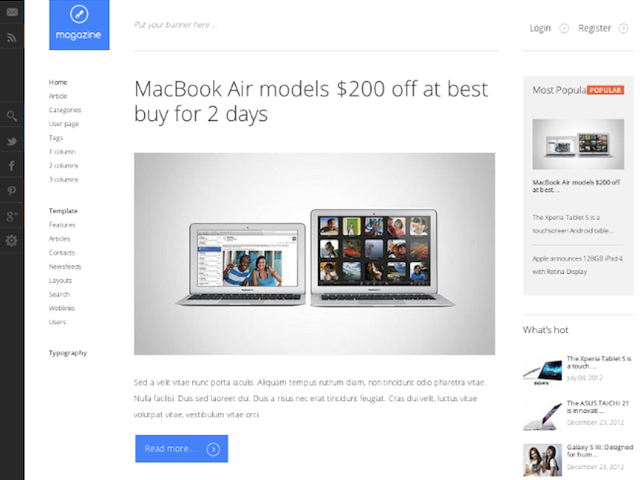 magazine
Put your banner here ...
Login
Register
Home
Article
Categories
User page
Tags
1 column
2 columns
3 columns
Template
Features
Articles
Contacts
Newsfeeds
Layouts
Search
Weblinks
Users
Typography
MacBook Air models $200 off at best
buy for 2 days
Sed a velit vitae nunc porta iaculis. Aliquam tempus rutrum diam, non tincidunt odio pharetra vitae.
Nulla facilisi. Duis sed laoreet dui. Duis a risus nec erat tincidunt feugiat. Cras dui velit, luctus vitae
volutpat vitae, vestibulum vitae orci.
Read more...
Most Popula
POPULAR
MacBook Air models $200 off
at best...
The Xperia Tablet S is a
touchscreen Android table...
Apple announces 128GB iPad 4
with Retina Display
What's hot
The Xperia Tablet S is
a touch...
July 04, 2012
SONY
The ASUS TAICHI 21
is innovati...
December 23, 2012
Galaxy S III: Designed
for hum...
December 23, 2012